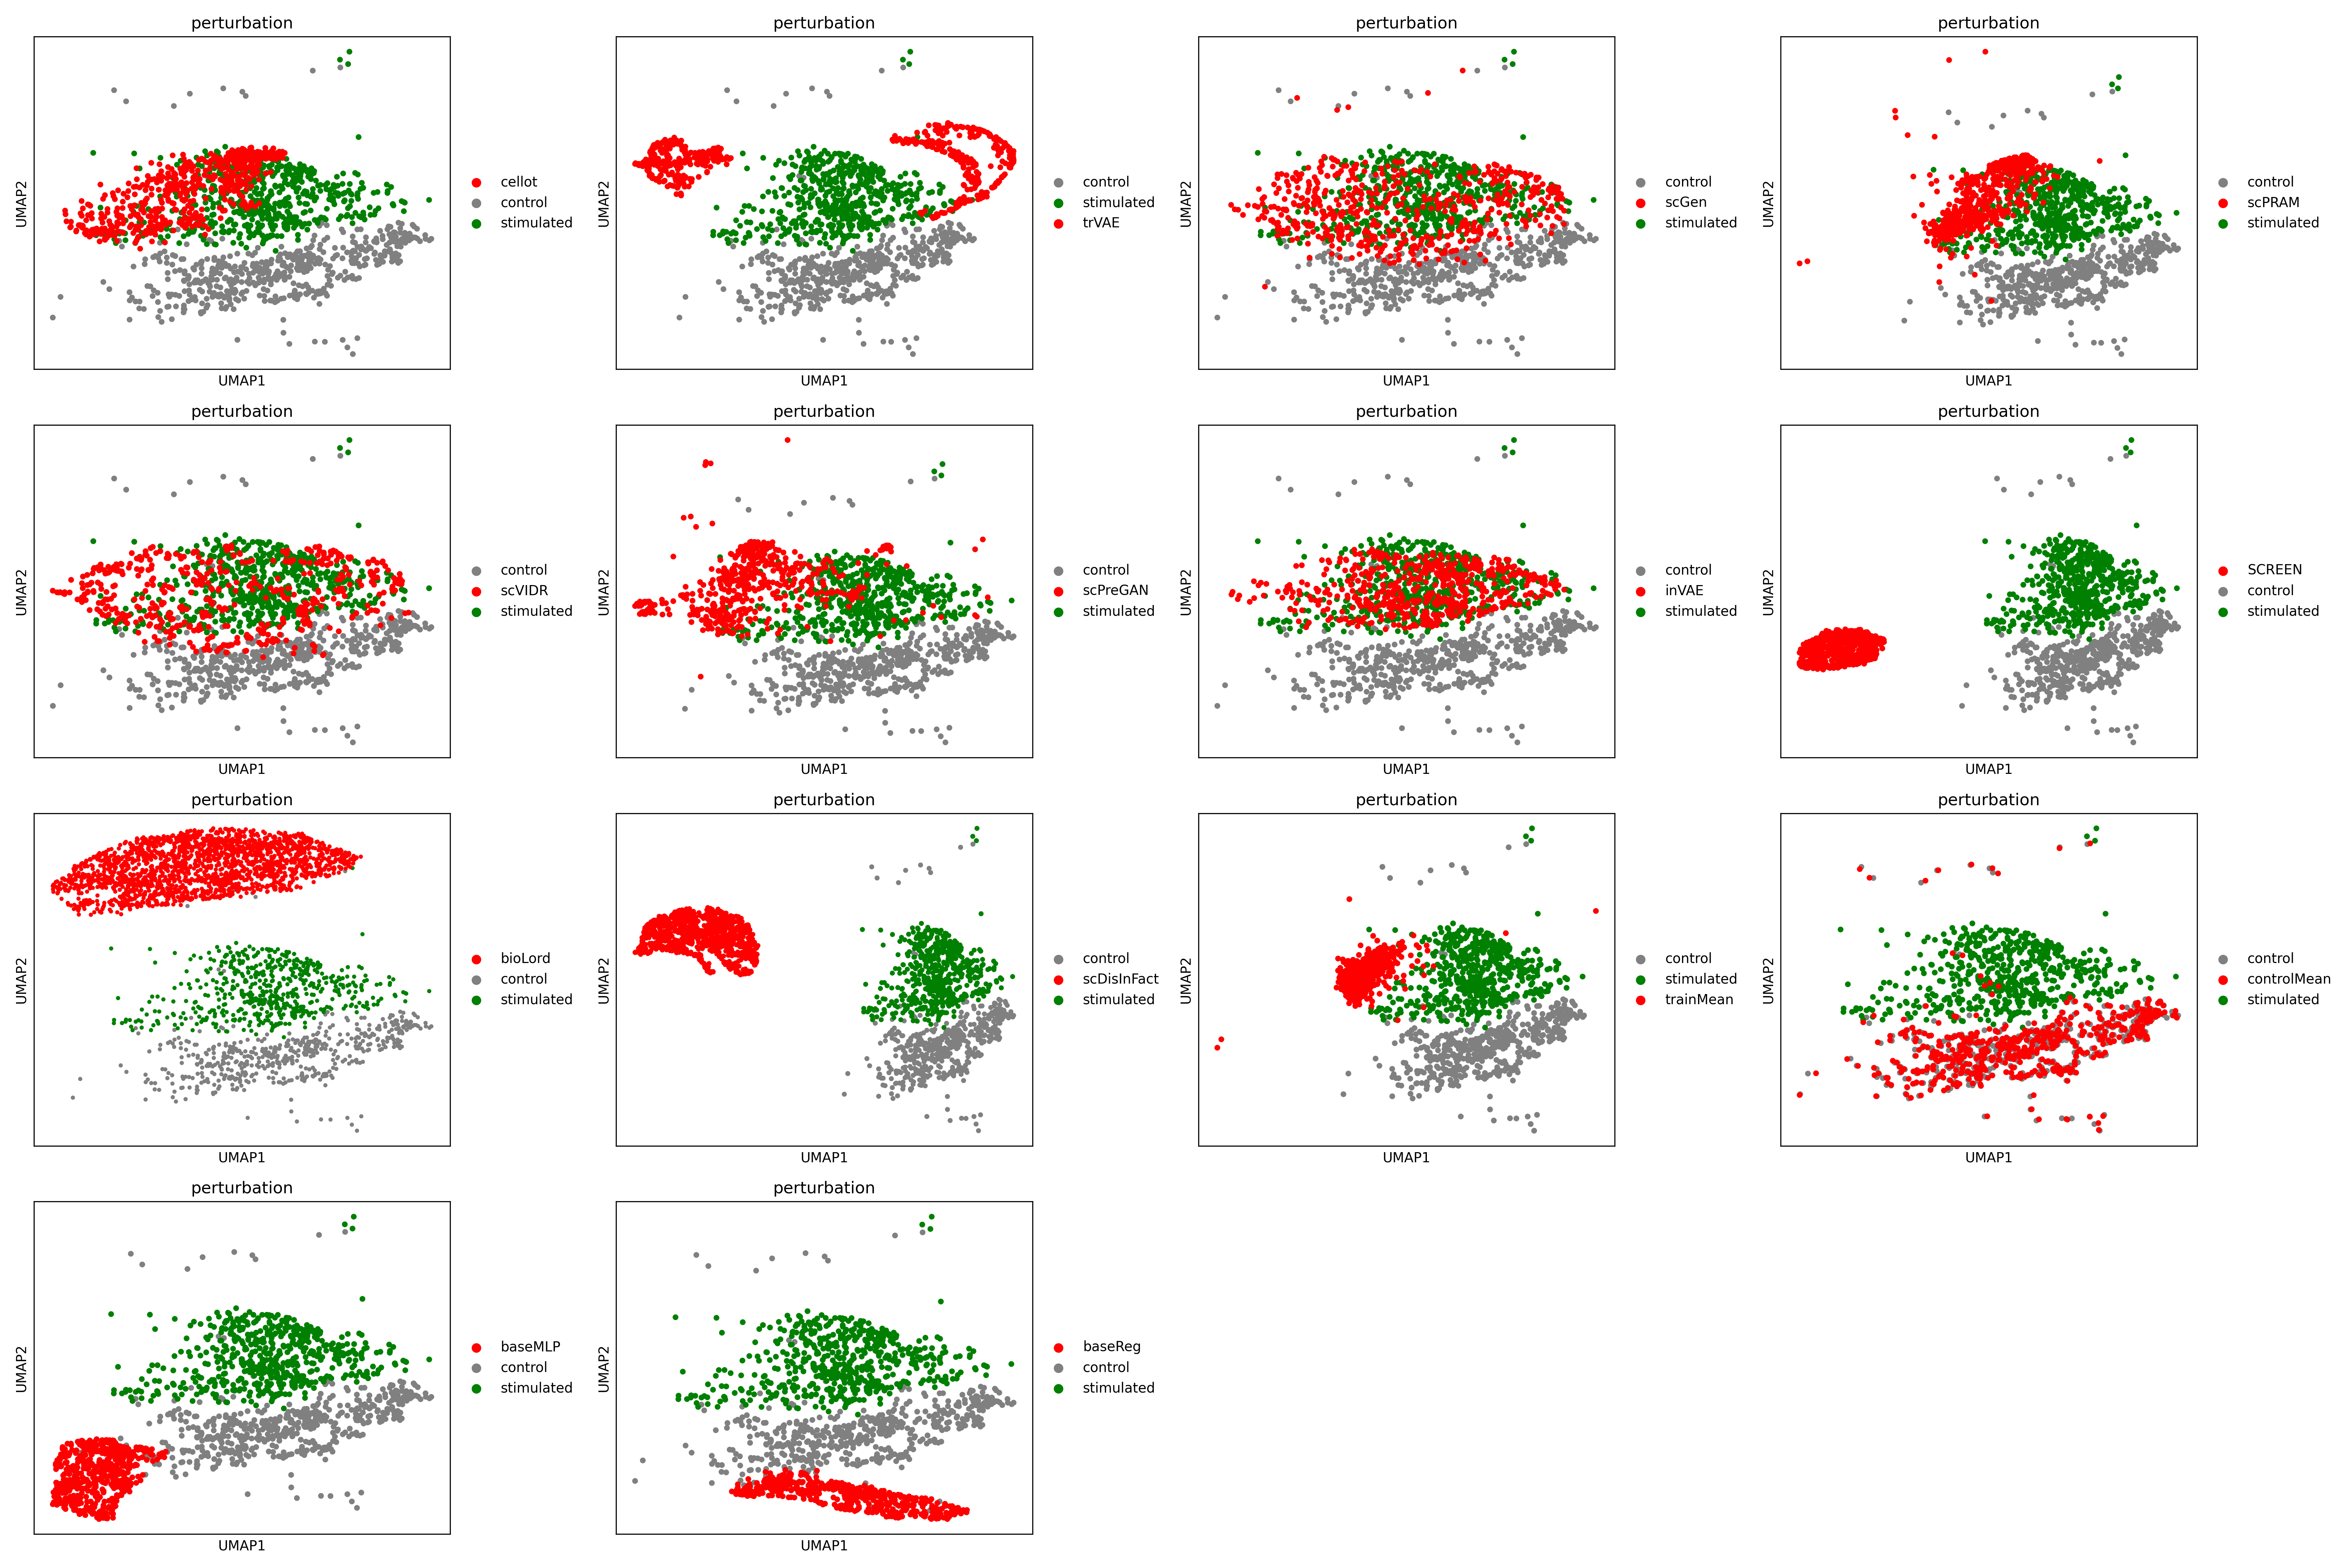 perturbation
UMAP2
cellot
control
stimulated
UMAP1
perturbation
UMAP2
control
stimulated
trVAE
UMAP1
perturbation
UMAP2
control
scGen
stimulated
UMAP1
perturbation
UMAP2
control
scPRAM
stimulated
UMAP1
perturbation
UMAP2
control
scVIDR
stimulated
UMAP1
perturbation
UMAP2
control
scPreGAN
stimulated
UMAP1
perturbation
UMAP2
control
inVAE
stimulated
UMAP1
perturbation
UMAP2
SCREEN
control
stimulated
UMAP1
perturbation
UMAP2
bioLord
control
stimulated
UMAP1
perturbation
UMAP2
control
scDisInFact
stimulated
UMAP1
perturbation
UMAP2
control
stimulated
trainMean
UMAP1
perturbation
UMAP2
control
controlMean
stimulated
UMAP1
perturbation
UMAP2
baseMLP
control
stimulated
UMAP1
perturbation
UMAP2
baseReg
control
stimulated
UMAP1